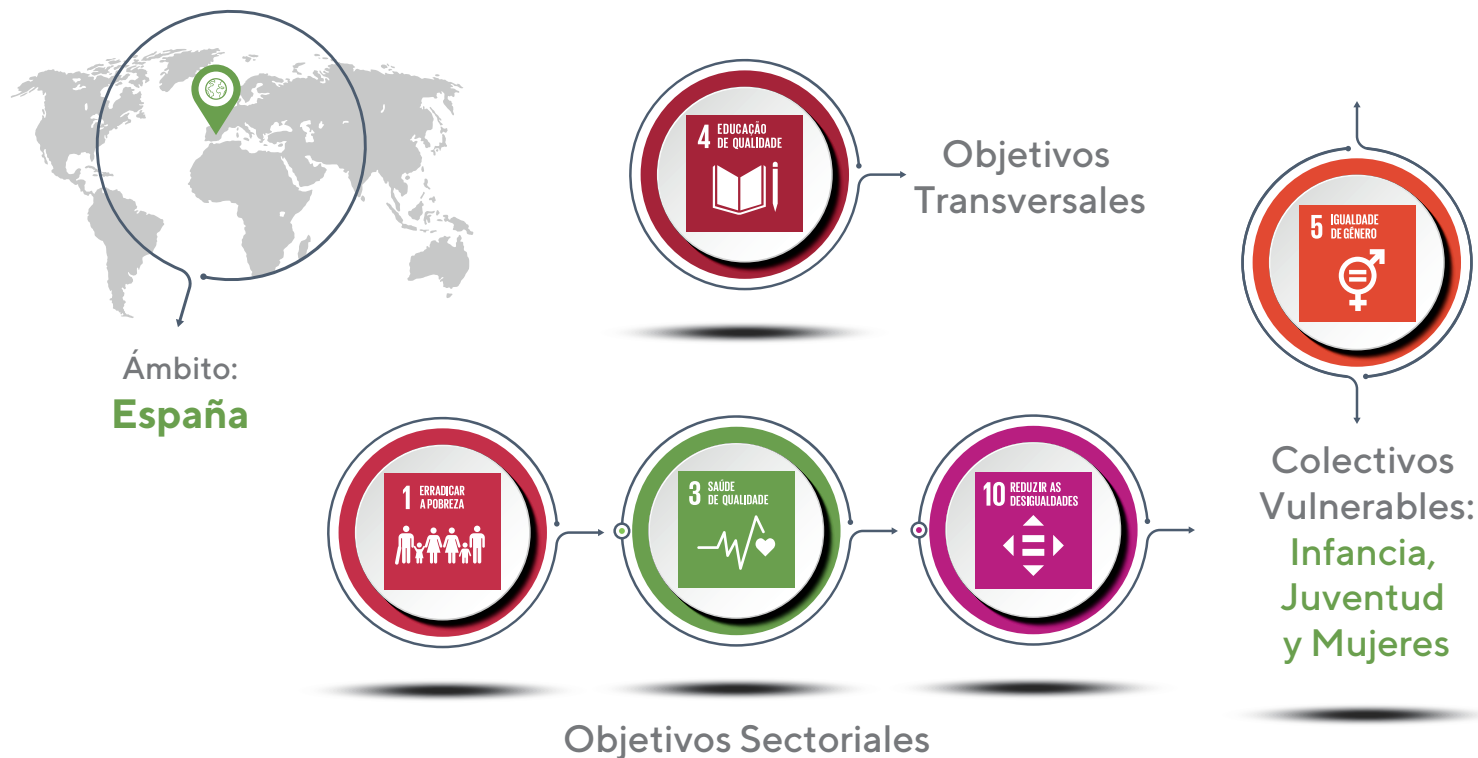 4 EDUCAÇÃO
DE QUALIDADE
Objetivos
Transversales
5 IGUALDADE
DE GÉNERO
Ámbito:
España
1 ERRADICAR
A POBREZA
3 SAÚDE
DE QUALIDADE
10 REDUZIR AS
DESIGUALDADES
Colectivos
Vulnerables:
Infancia,
Juventud
y Mujeres
Objetivos Sectoriales